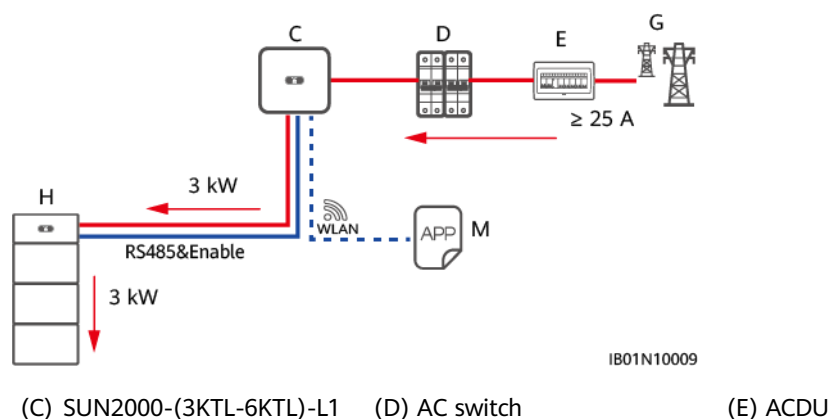 G
C
D
E
≥ 25 A
3 kW
H
WLAN
APP
M
RS485&Enable
3 kW
IB01N10009
(C) SUN2000-(3KTL-6KTL)-L1 (D) AC switch (E) ACDU